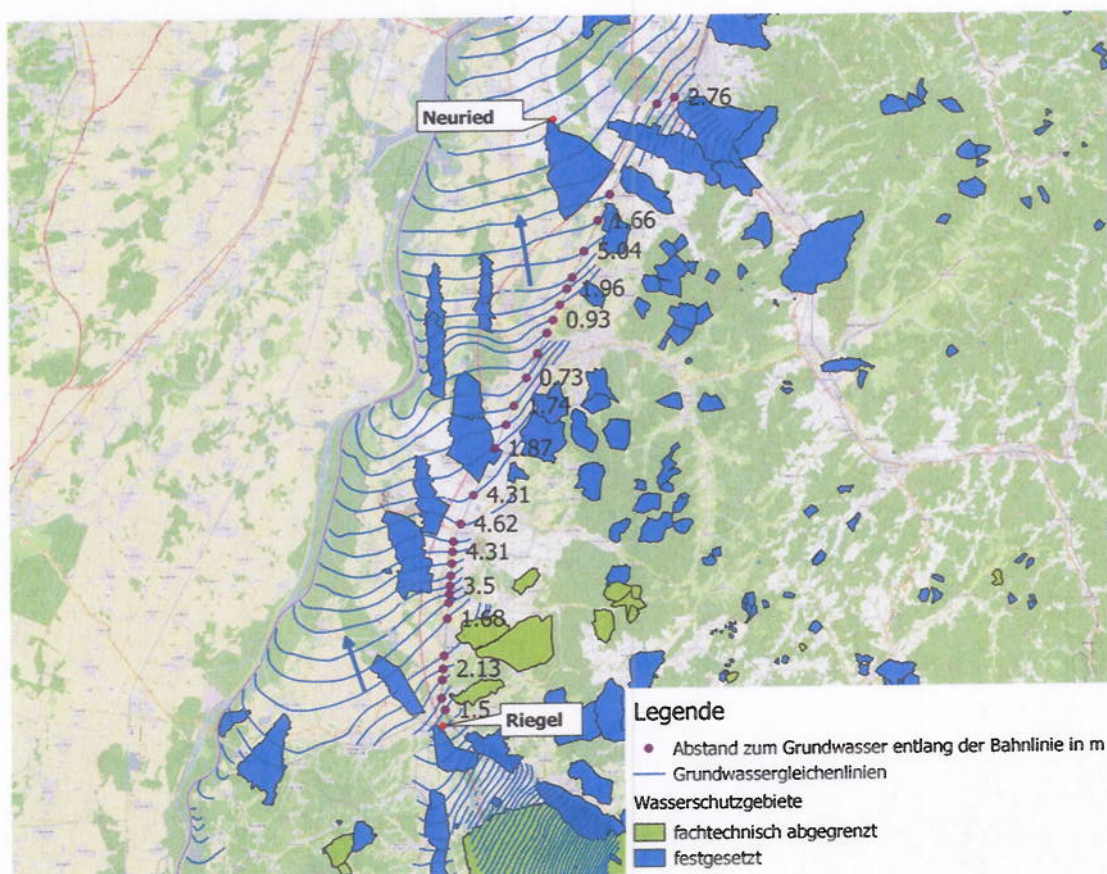 2.76
Neuried
1.66
5.04
1.96
0.93
0.73
1.74
1.87
4.31
4.62
4.31
3.5
1.68
2.13
1.5
Riegel
Legende
Abstand zum Grundwasser entlang der Bahnlinie in m
Grundwassergleichenlinien
Wasserschutzgebiete
fachtechnisch abgegrenzt
festgesetzt